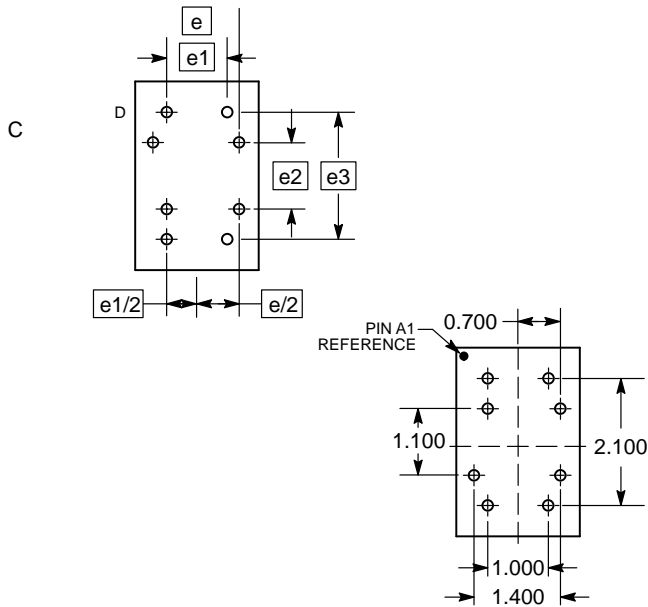 e
e1
D
C
e2 e3
e1/2 e/2
PIN A1
REFERENCE
0.700
1.100
2.100
1.000
1.400